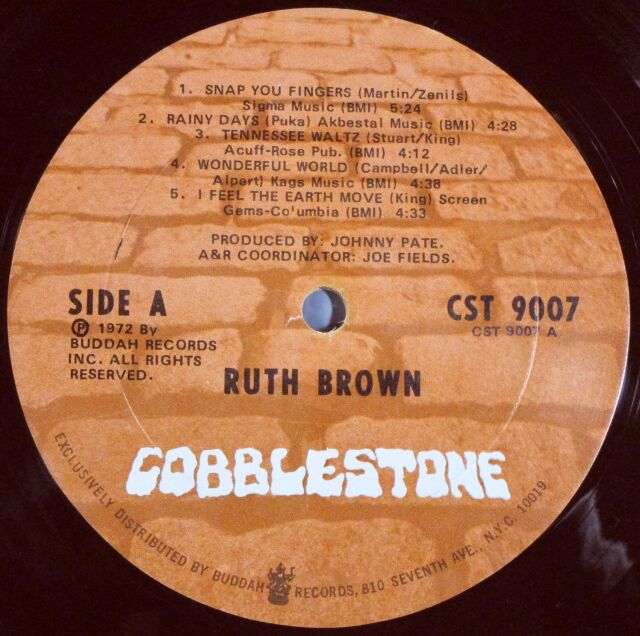 1. SNAP YOU FINGERS (Martin/Zenils)
Sigma Music (BMI) 5:24
2. RAINY DAYS (Puka) Akbestal Music (BMI) 4:28
3. TENNESSEE WALTZ (Stuart/King)
Acuff-Rose Pub. (BMI) 4:12
4. WONDERFUL WORLD (Campbell/Adler/
Alpert) Kags Music (BMI) 4:38
5. I FEEL THE EARTH MOVE (King) Screen
Gems-Co'umbia (BMI) 4:33
PRODUCED BY: JOHNNY PATE.
A&R COORDINATOR: JOE FIELDS.
SIDE A
℗ 1972 By
BUDDAH RECORDS
INC. ALL RIGHTS
RESERVED.
CST 9007
CST 9007 A
RUTH BROWN
COBBLESTONE
EXCLUSIVELY DISTRIBUTED BY BUDDAH RECORDS, 810 SEVENTH AVE., N.Y.C. 10019